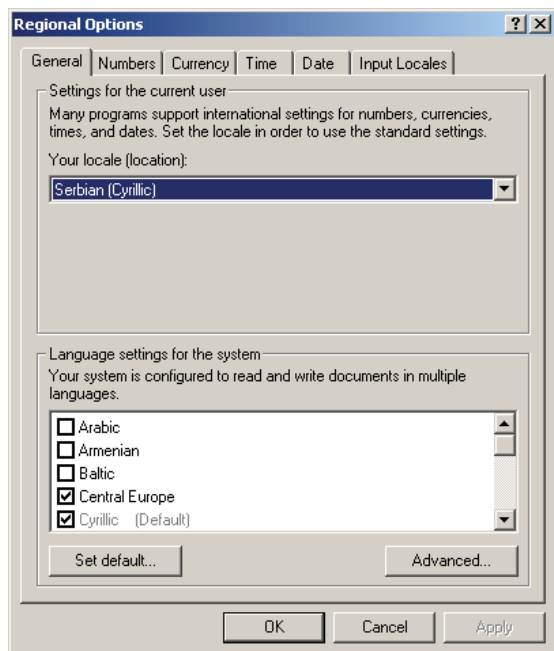 Regional Options
General Numbers Currency Time Date Input Locales
Settings for the current user
Many programs support international settings for numbers, currencies,
times, and dates. Set the locale in order to use the standard settings.
Your locale (location):
Serbian (Cyrillic)
Language settings for the system
Your system is configured to read and write documents in multiple
languages.
Arabic
Armenian
Baltic
Central Europe
Cyrillic (Default)
Set default... Advanced...
OK Cancel Apply